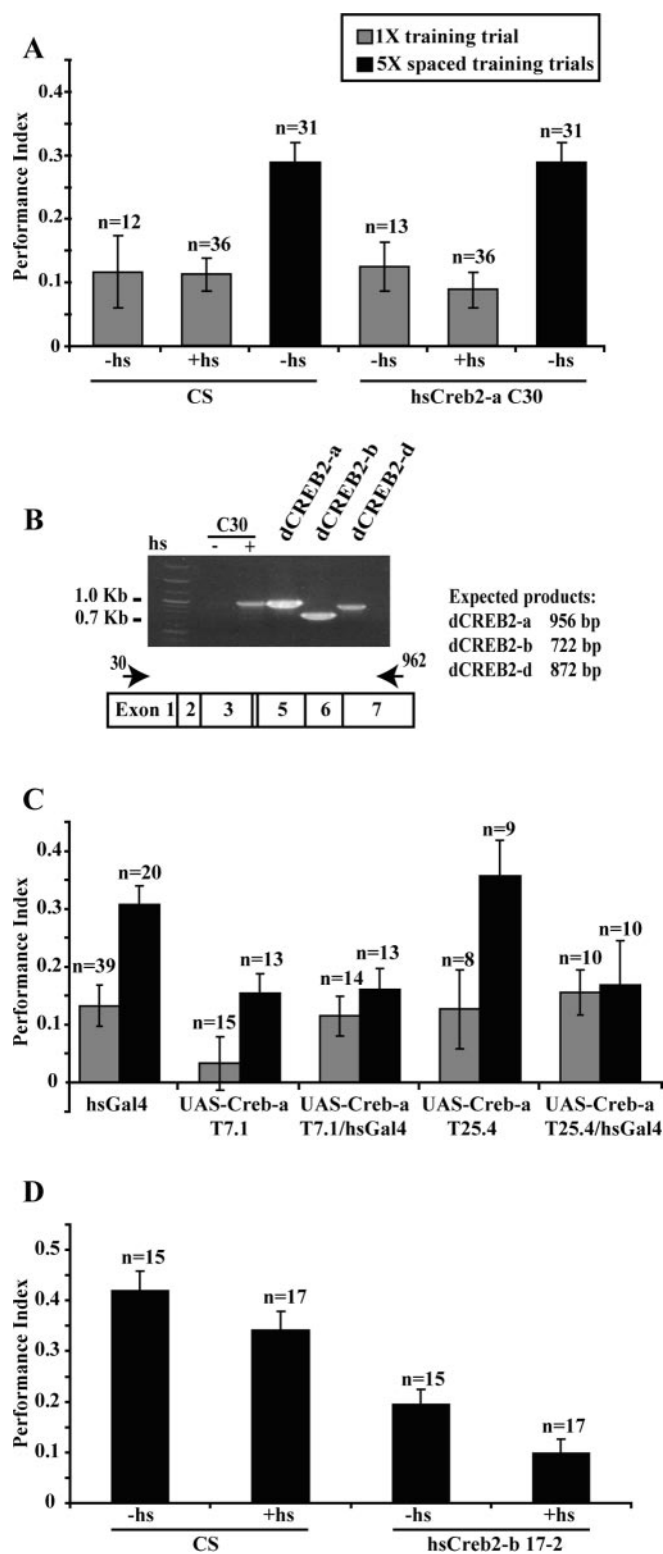 A
1X training trial
5X spaced training trials
Performance Index
0.4
0.3
0.2
0.1
0
n=12
n=36
n=31
n=13
n=36
n=31
-hs
+hs
-hs
-hs
+hs
-hs
CS
hsCreb2-a C30
B
dCREB2-a
dCREB2-b
dCREB2-d
C30
hs
-
+
1.0 Kb
0.7 Kb
Expected products:
dCREB2-a 956 bp
dCREB2-b 722 bp
dCREB2-d 872 bp
30
962
Exon 1 2 3 5 6 7
C
Performance Index
0.4
0.3
0.2
0.1
0
n=39
n=20
n=15
n=13
n=14
n=13
n=8
n=9
n=10
n=10
hsGal4
UAS-Creb-a
T7.1
UAS-Creb-a
T7.1/hsGal4
UAS-Creb-a
T25.4
UAS-Creb-a
T25.4/hsGal4
D
Performance Index
0.5
0.4
0.3
0.2
0.1
0
n=15
n=17
n=15
n=17
-hs
+hs
-hs
+hs
CS
hsCreb2-b 17-2